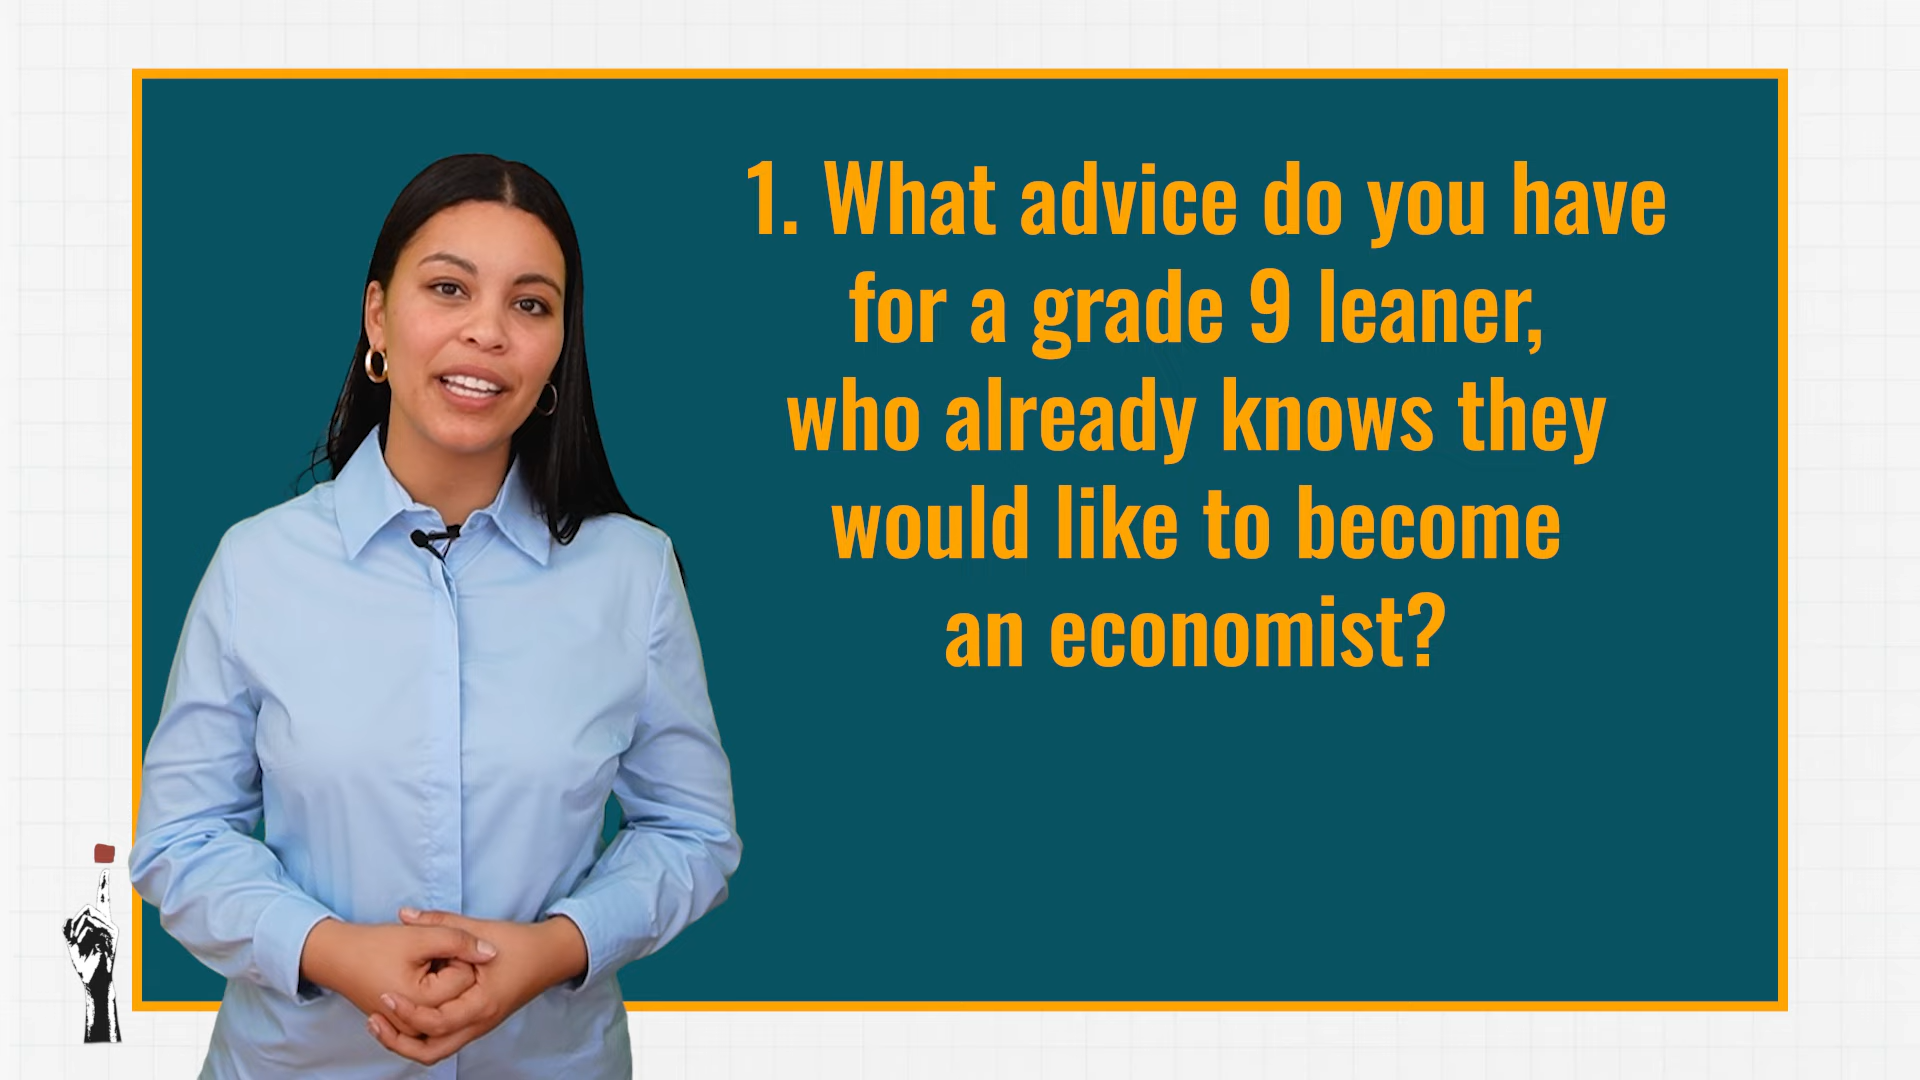 1. What advice do you have
for a grade 9 leaner,
who already knows they
would like to become
an economist?